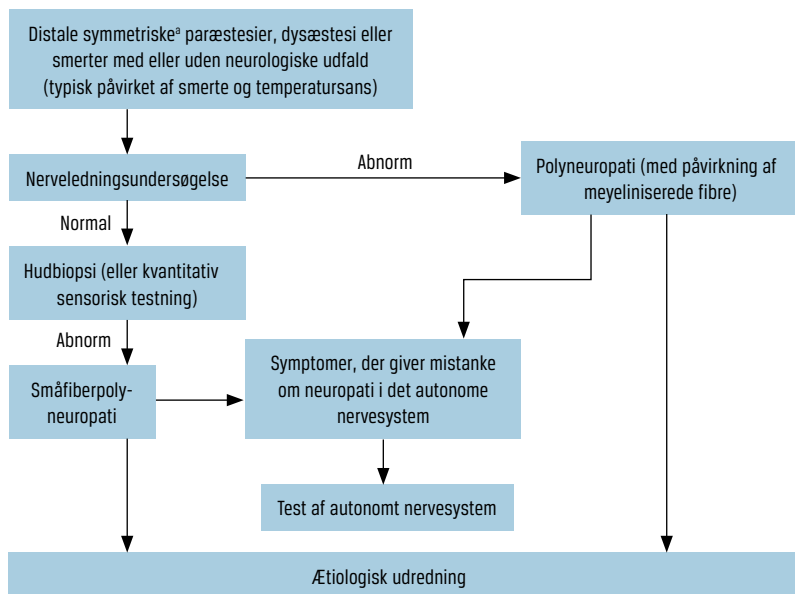 Distale symmetriskeᵃ paræstesier, dysæstesi eller
smerter med eller uden neurologiske udfald
(typisk påvirket af smerte og temperatursans)
Nerveledningsundersøgelse
Abnorm
Polyneuropati (med påvirkning af
meyeliniserede fibre)
Normal
Hudbiopsi (eller kvantitativ
sensorisk testning)
Abnorm
Småfiberpoly-
neuropati
Symptomer, der giver mistanke
om neuropati i det autonome
nervesystem
Test af autonomt nervesystem
Ætiologisk udredning